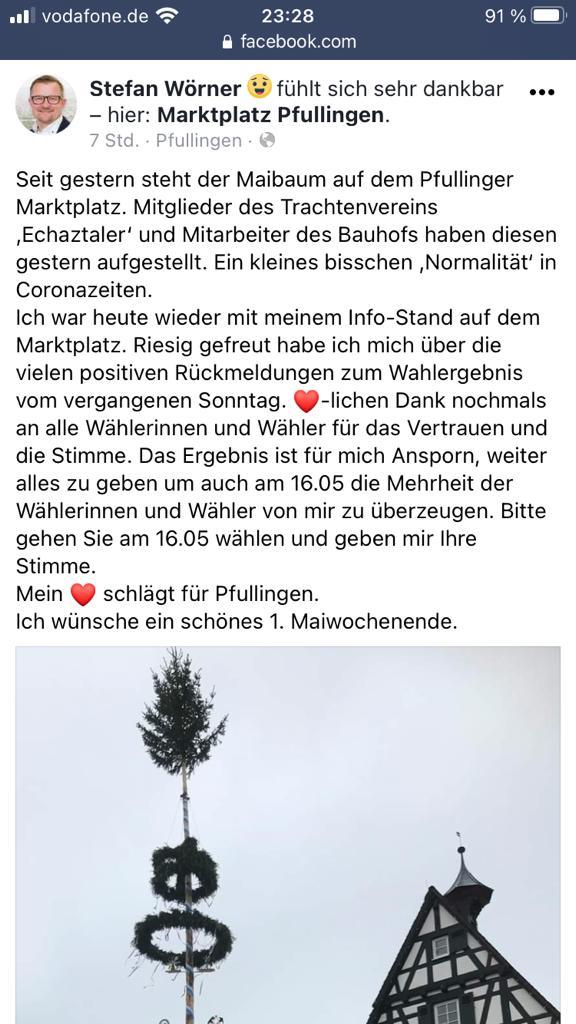 vodafone.de
23:28
91 %
facebook.com
Stefan Wörner 😯 fühlt sich sehr dankbar
– hier: Marktplatz Pfullingen.
7 Std. · Pfullingen ·
Seit gestern steht der Maibaum auf dem Pfullinger
Marktplatz. Mitglieder des Trachtenvereins
‚Echaztaler‘ und Mitarbeiter des Bauhofs haben diesen
gestern aufgestellt. Ein kleines bisschen ‚Normalität‘ in
Coronazeiten.
Ich war heute wieder mit meinem Info-Stand auf dem
Marktplatz. Riesig gefreut habe ich mich über die
vielen positiven Rückmeldungen zum Wahlergebnis
vom vergangenen Sonntag. ❤️-lichen Dank nochmals
an alle Wählerinnen und Wähler für das Vertrauen und
die Stimme. Das Ergebnis ist für mich Ansporn, weiter
alles zu geben um auch am 16.05 die Mehrheit der
Wählerinnen und Wähler von mir zu überzeugen. Bitte
gehen Sie am 16.05 wählen und geben mir Ihre
Stimme.
Mein ❤️ schlägt für Pfullingen.
Ich wünsche ein schönes 1. Maiwochenende.